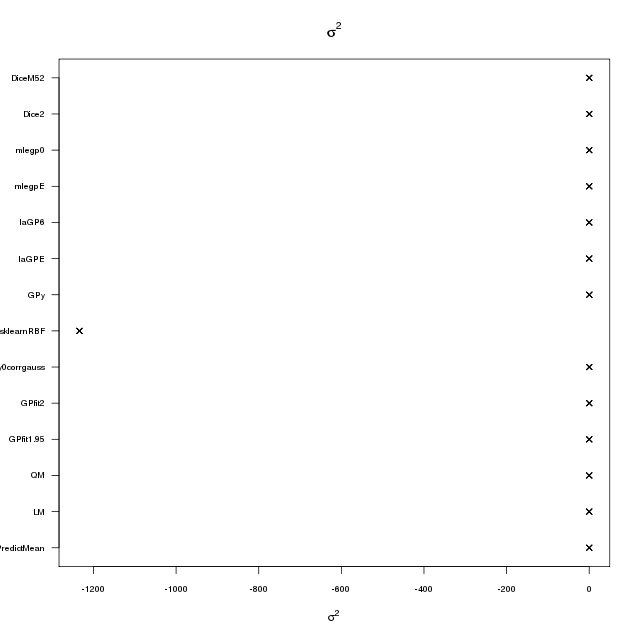 σ²
DiceM52
Dice2
mlegp0
mlegpE
laGP6
laGPE
GPy
sklearnRBF
y0corrgauss
GPfit2
GPfit1.95
QM
LM
PredictMean
-1200 -1000 -800 -600 -400 -200 0
σ²